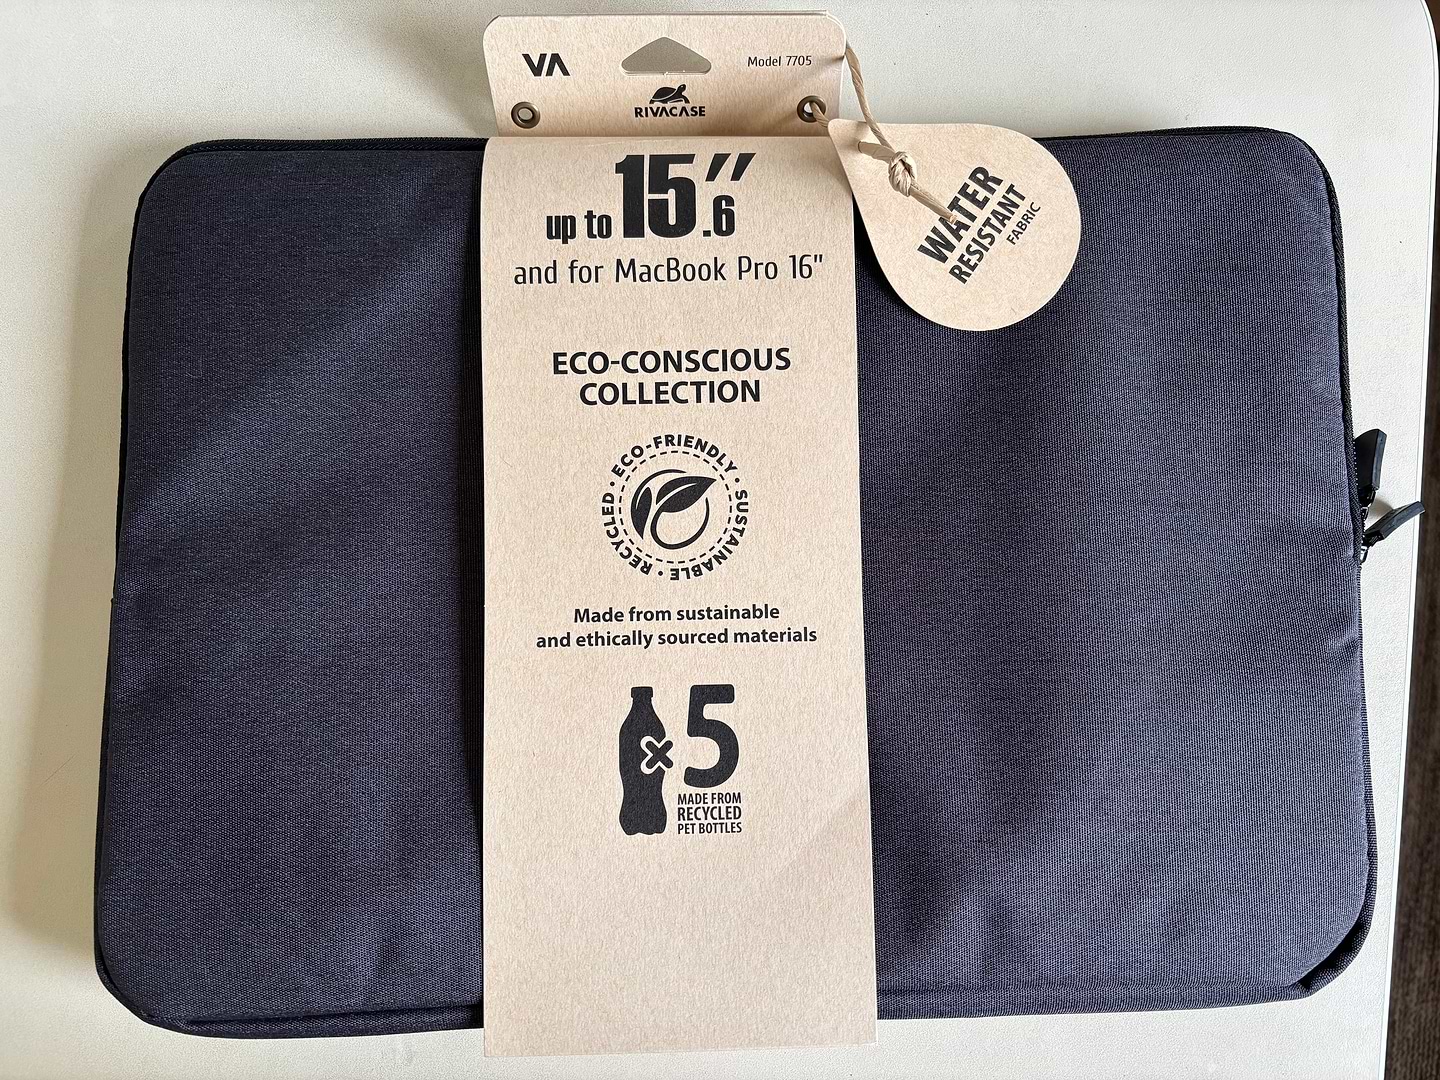 VA
Model 7705
RIVACASE
up to 15.6”
and for MacBook Pro 16”
WATER
RESISTANT
FABRIC
ECO-CONSCIOUS
COLLECTION
ECO-FRIENDLY • SUSTAINABLE • RECYCLED •
Made from sustainable
and ethically sourced materials
x5
MADE FROM
RECYCLED
PET BOTTLES